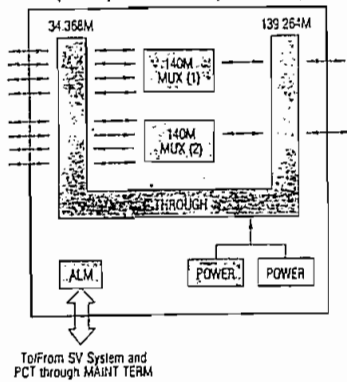 34.368M
139.264M
140M
MUX (1)
140M
MUX (2)
THROUGH
ALM
POWER
POWER
To/From SV System and
PCT through MAINT TERM